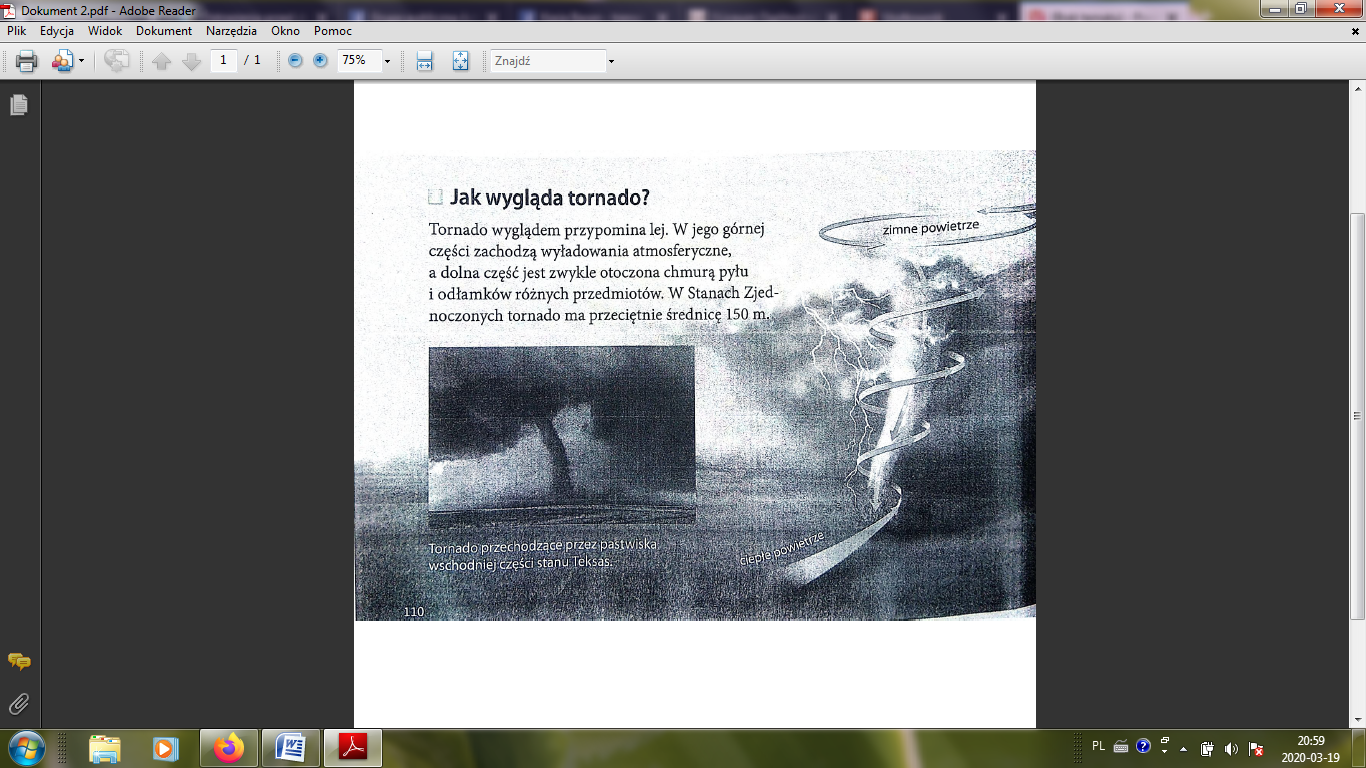 Dokument 2.pdf - Adobe Reader
Plik Edycja Widok Dokument Narzędzia Okno Pomoc
1 / 1 75% Znajdź
Jak wygląda tornado?
Tornado wyglądem przypomina lej. W jego górnej
części zachodzą wyładowania atmosferyczne,
a dolna część jest zwykle otoczona chmurą pyłu
i odłamków różnych przedmiotów. W Stanach Zjed-
noczonych tornado ma przeciętnie średnicę 150 m.
zimne powietrze
ciepłe powietrze
Tornado przechodzące przez pastwiska
wschodniej części stanu Teksas.
110
PL
20:59
2020-03-19